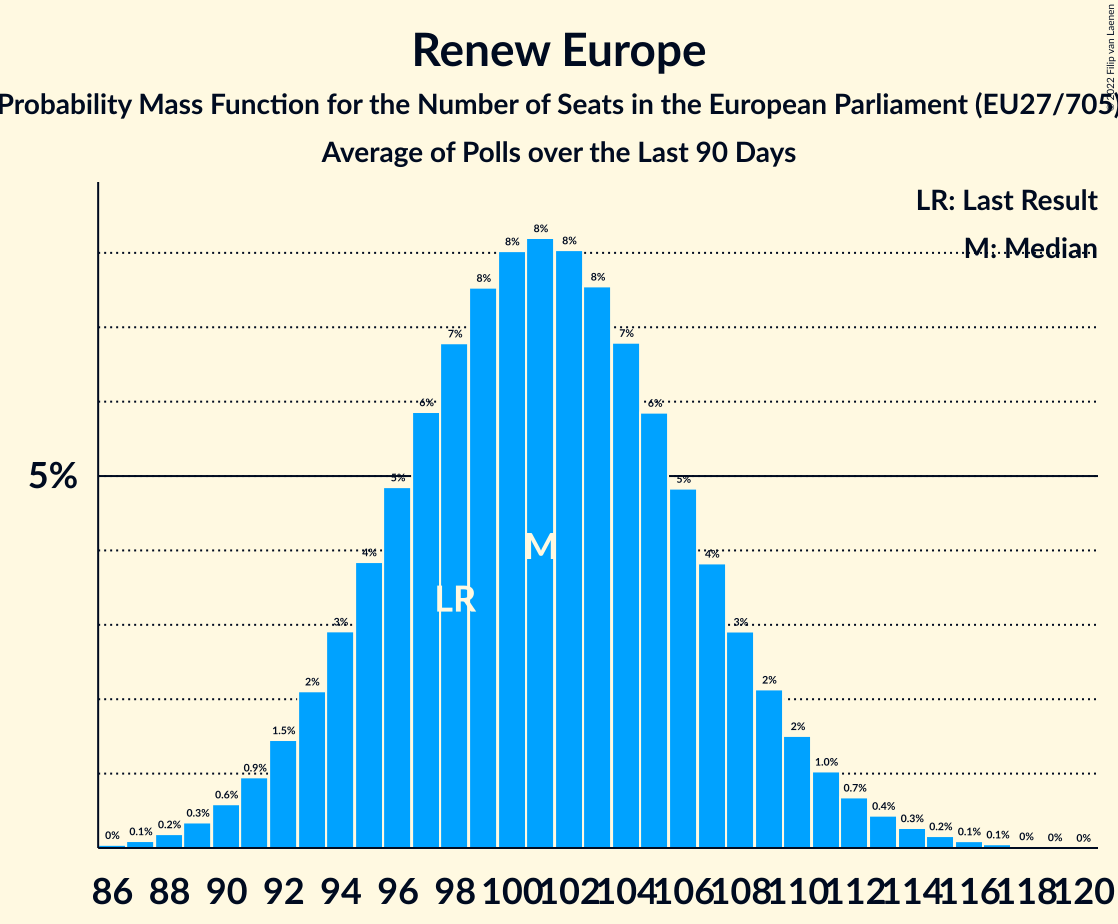 Renew Europe
Probability Mass Function for the Number of Seats in the European Parliament (EU27/705)
Average of Polls over the Last 90 Days
© 2022 Filip van Laenen
LR: Last Result
M: Median
5%
0% 0.1% 0.2% 0.3% 0.6% 0.9% 1.5% 2% 3% 4% 5% 6% 7% 8% 8% 8% 8% 8% 7% 6% 5% 4% 3% 2% 2% 1.0% 0.7% 0.4% 0.3% 0.2% 0.1% 0.1% 0% 0% 0%
M
LR
86 88 90 92 94 96 98 100 102 104 106 108 110 112 114 116 118 120